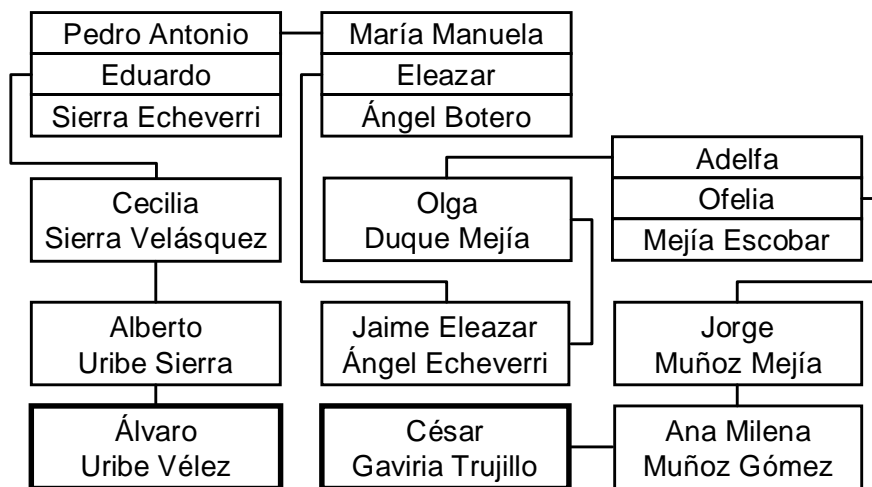 Pedro Antonio
Eduardo
Sierra Echeverri
María Manuela
Eleazar
Ángel Botero
Adelfa
Ofelia
Mejía Escobar
Cecilia
Sierra Velásquez
Olga
Duque Mejía
Alberto
Uribe Sierra
Jaime Eleazar
Ángel Echeverri
Jorge
Muñoz Mejía
Álvaro
Uribe Vélez
César
Gaviria Trujillo
Ana Milena
Muñoz Gómez